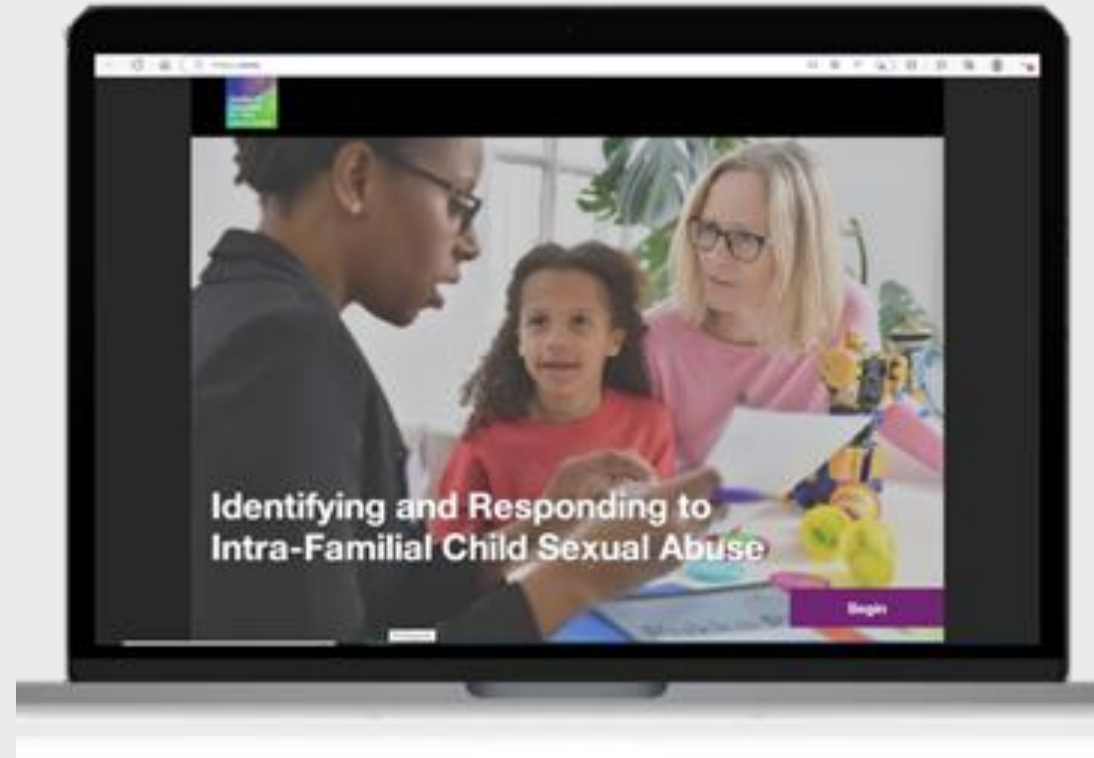 Identifying and Responding to
Intra-Familial Child Sexual Abuse
Begin